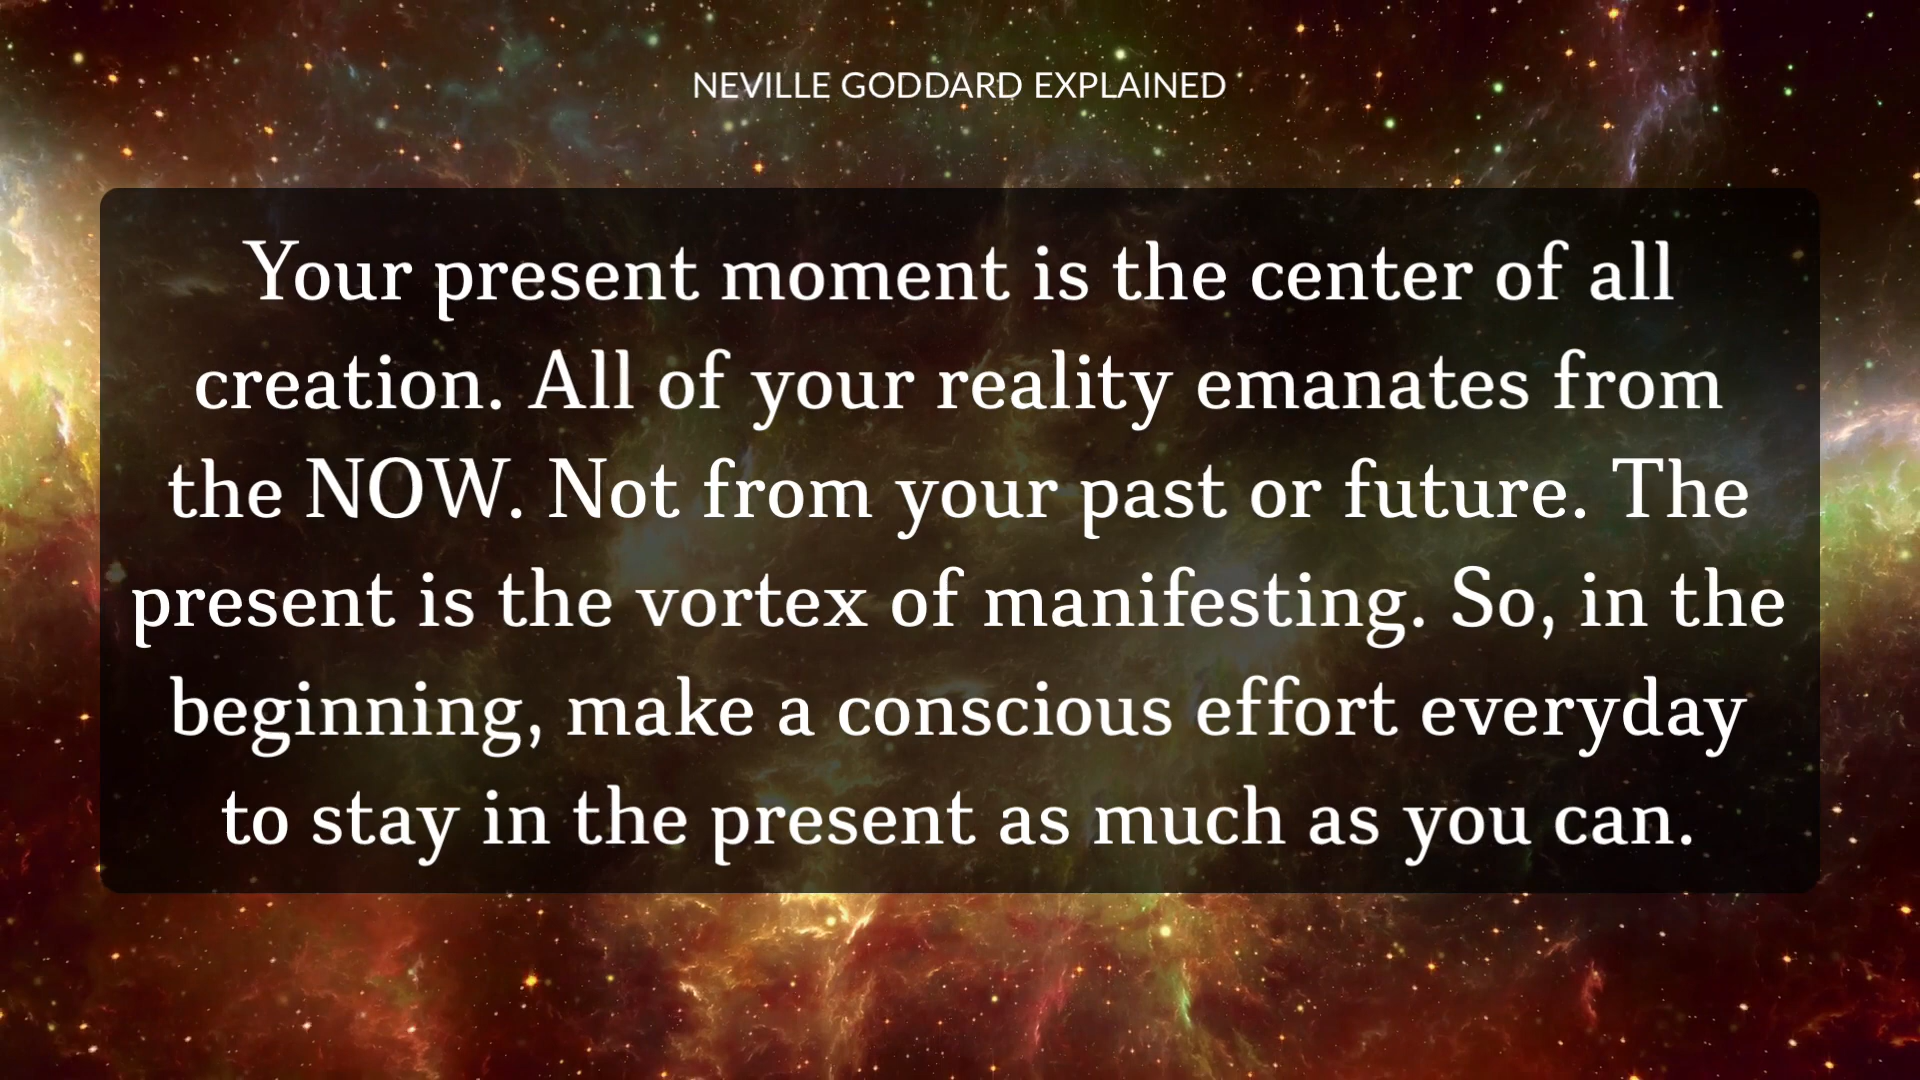 NEVILLE GODDARD EXPLAINED
Your present moment is the center of all
creation. All of your reality emanates from
the NOW. Not from your past or future. The
present is the vortex of manifesting. So, in the
beginning, make a conscious effort everyday
to stay in the present as much as you can.